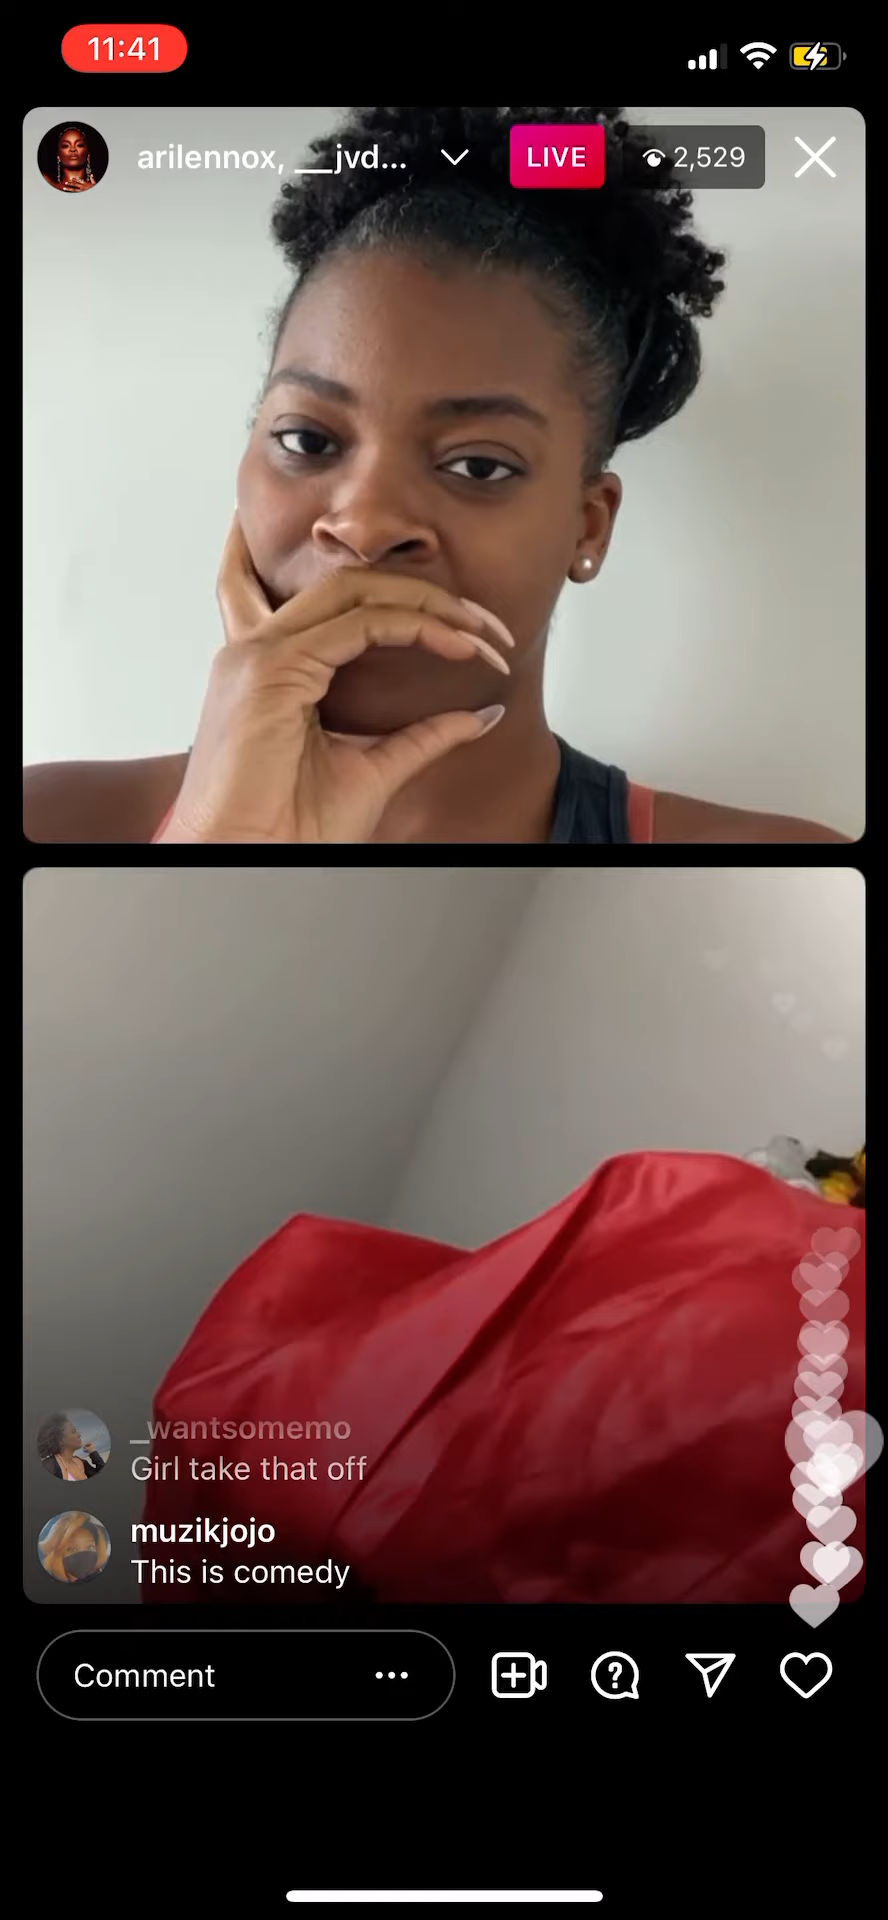 11:41
arilennox, __jvd...
LIVE
2,529
_wantsomemo
Girl take that off
muzikjojo
This is comedy
Comment